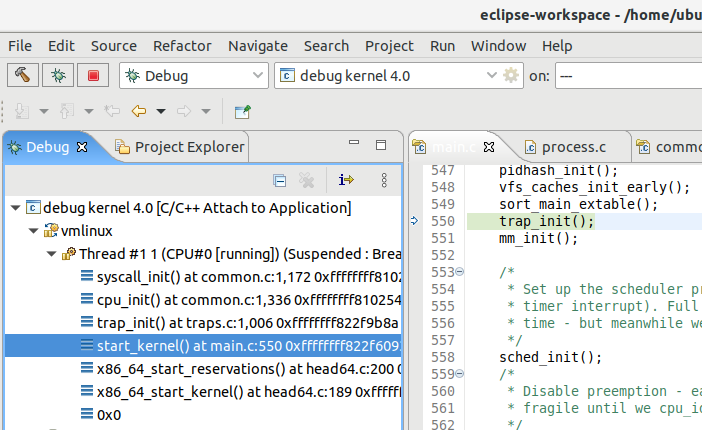 eclipse-workspace - /home/ubu
File Edit Source Refactor Navigate Search Project Run Window Help
Debug debug kernel 4.0 on: ---
Debug Project Explorer
debug kernel 4.0 [C/C++ Attach to Application]
vmlinux
Thread #1 1 (CPU#0 [running]) (Suspended : Brea
syscall_init() at common.c:1,172 0xffffffff8102
cpu_init() at common.c:1,336 0xffffffff810254
trap_init() at traps.c:1,006 0xffffffff822f9b8a
start_kernel() at main.c:550 0xffffffff822f609
x86_64_start_reservations() at head64.c:200 0
x86_64_start_kernel() at head64.c:189 0xfffff
0x0
main.c process.c commo
547 pidhash_init();
548 vfs_caches_init_early();
549 sort_main_extable();
550 trap_init();
551 mm_init();
552
553 /*
554 * Set up the scheduler pr
555 * timer interrupt). Full
556 * time - but meanwhile we
557 */
558 sched_init();
559 /*
560 * Disable preemption - ea
561 * fragile until we cpu_id
562 */